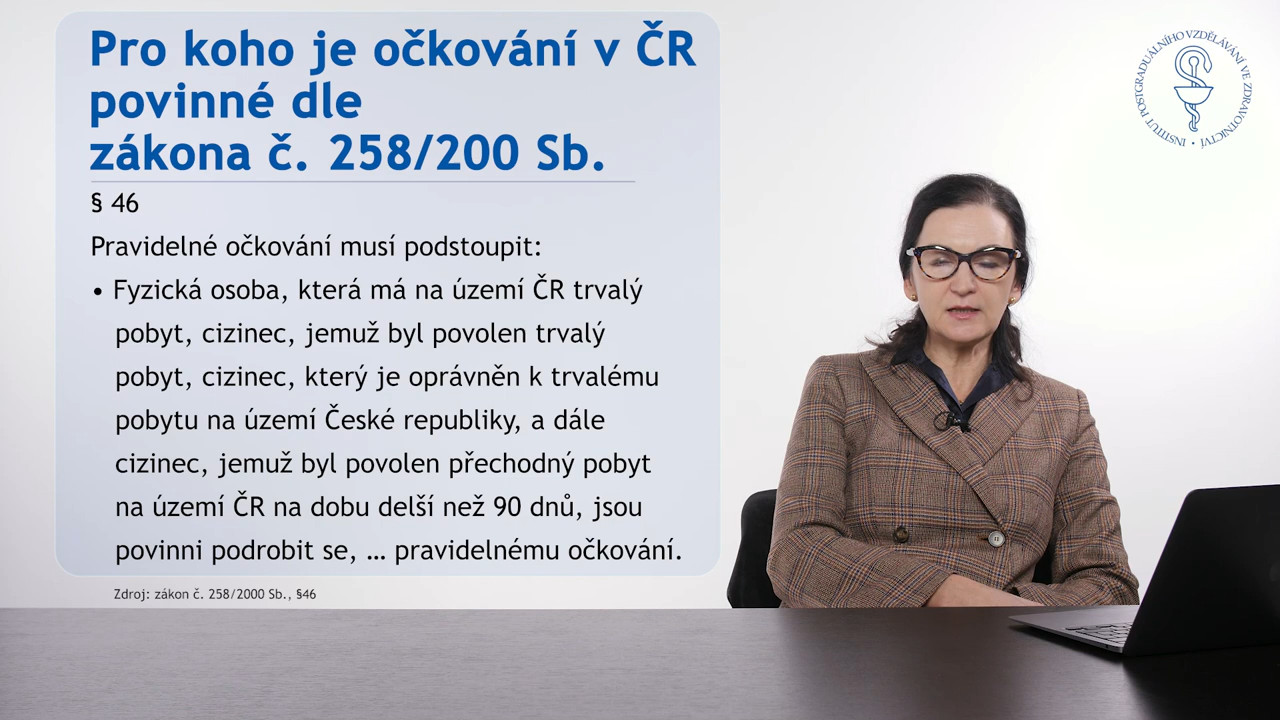 Pro koho je očkování v ČR
povinné dle
zákona č. 258/200 Sb.
§ 46
Pravidelné očkování musí podstoupit:
• Fyzická osoba, která má na území ČR trvalý
pobyt, cizinec, jemuž byl povolen trvalý
pobyt, cizinec, který je oprávněn k trvalému
pobytu na území České republiky, a dále
cizinec, jemuž byl povolen přechodný pobyt
na území ČR na dobu delší než 90 dnů, jsou
povinni podrobit se, … pravidelnému očkování.
Zdroj: zákon č. 258/2000 Sb., §46
INSTITUT POSTGRADUÁLNÍHO VZDĚLÁVÁNÍ VE ZDRAVOTNICTVÍ •